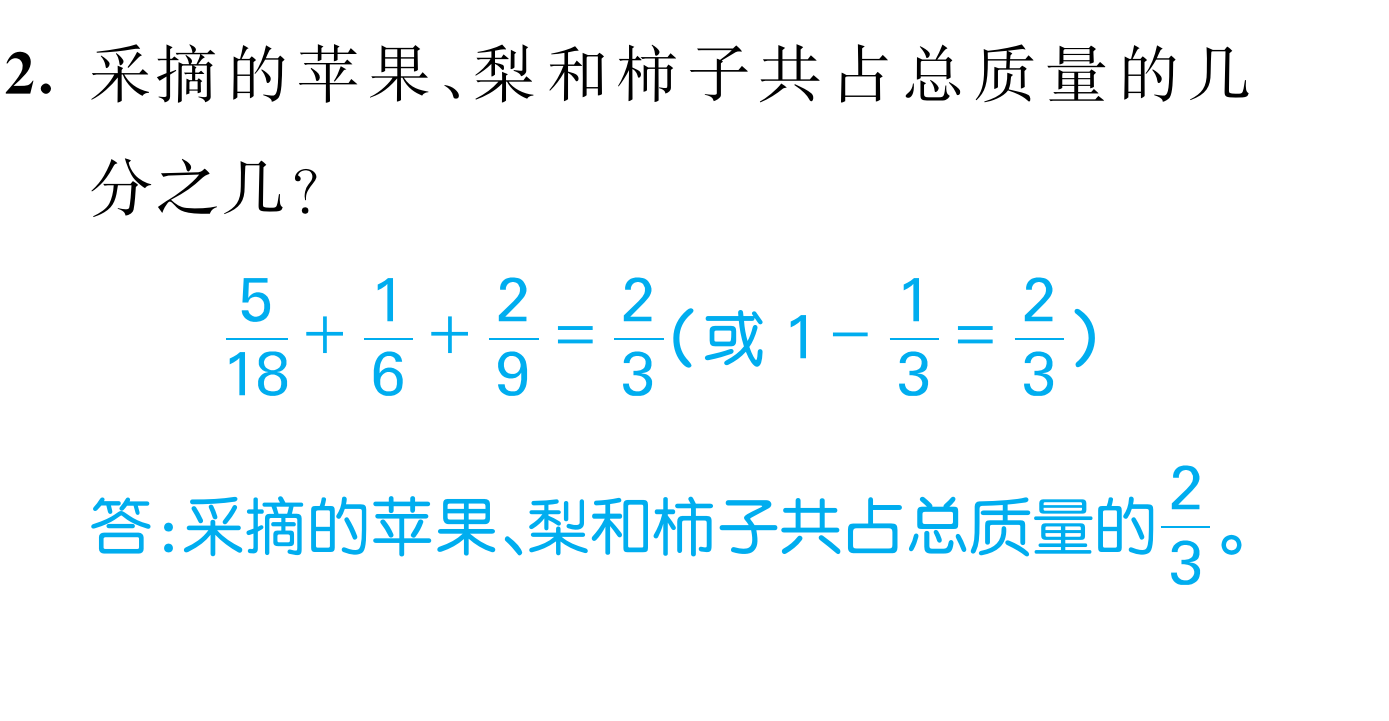 2. 采摘的苹果、梨和柿子共占总质量的几
分之几?
5/18 + 1/6 + 2/9 = 2/3 (或 1 - 1/3 = 2/3)
答:采摘的苹果、梨和柿子共占总质量的2/3。